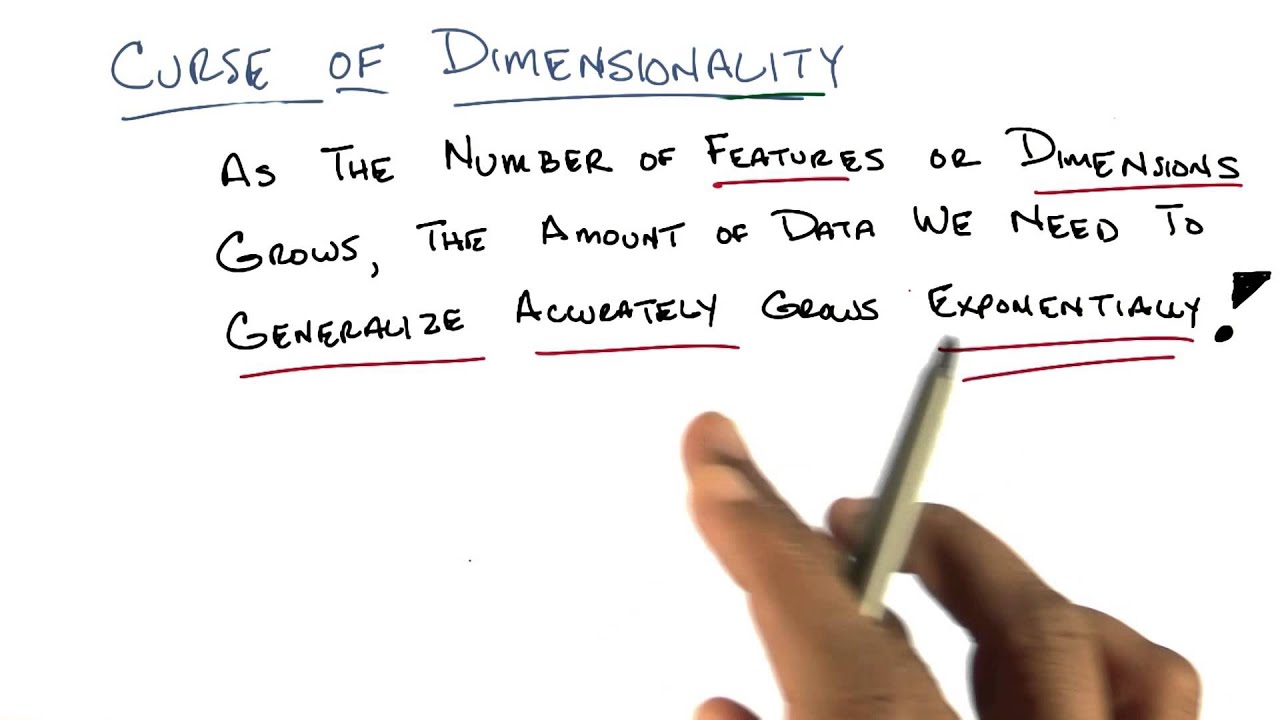 CURSE OF DIMENSIONALITY
AS THE NUMBER OF FEATURES OR DIMENSIONS
GROWS, THE AMOUNT OF DATA WE NEED TO
GENERALIZE ACCURATELY GROWS EXPONENTIALLY!